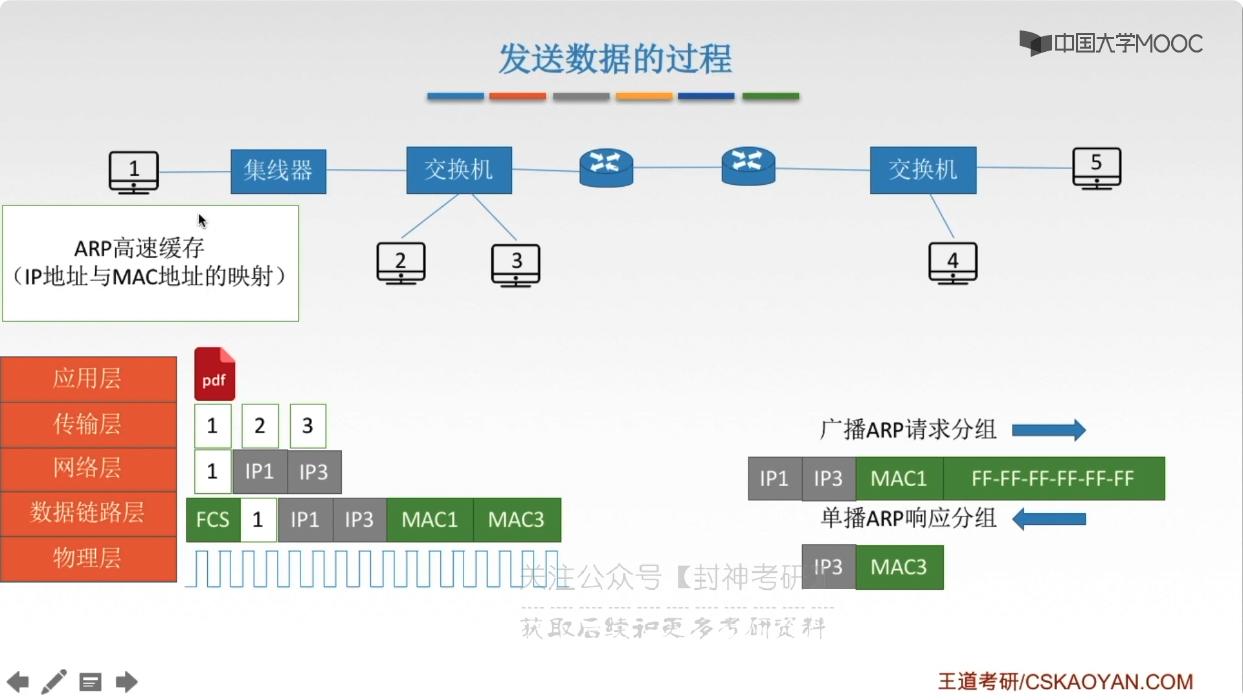 中国大学MOOC
发送数据的过程
1
集线器
交换机
交换机
5
2
3
4
ARP高速缓存
（IP地址与MAC地址的映射）
应用层
pdf
传输层
1 2 3
网络层
1 IP1 IP3
数据链路层
FCS 1 IP1 IP3 MAC1 MAC3
物理层
广播ARP请求分组
IP1 IP3 MAC1 FF-FF-FF-FF-FF-FF
单播ARP响应分组
IP3 MAC3
关注公众号【封神考研】
获取后续和更多考研资料
王道考研/CSKAOYAN.COM